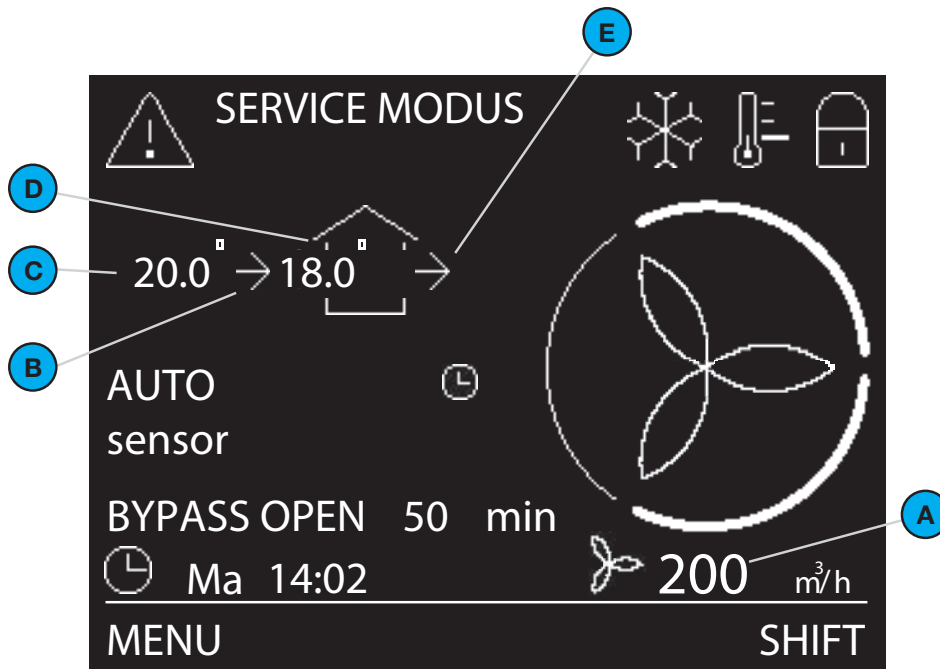 E
SERVICE MODUS
D
C 20.0° 18.0°
B
AUTO
sensor
BYPASS OPEN 50 min
A
Ma 14:02 200 m³/h
MENU SHIFT